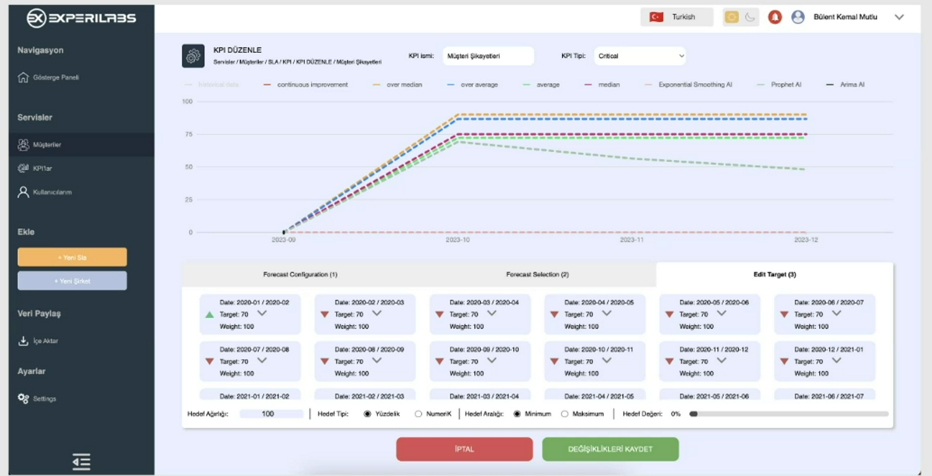 EXPERILABS
Turkish
Bülent Kemal Mutlu
Navigasyon
Gösterge Paneli
Servisler
Müşteriler
KPI'lar
Kullanıcılarım
Ekle
+ Yeni Sla
+ Yeni Şirket
Veri Paylaş
İçe Aktar
Ayarlar
Settings
KPI DÜZENLE
Servisler / Müşteriler / SLA / KPI / KPI DÜZENLE / Müşteri Şikayetleri
KPI İsmi: Müşteri Şikayetleri
KPI Tipi: Critical
historical data continuous improvement over median over average average median Exponential Smoothing AI Prophet AI Arima AI
100
75
50
25
0
2023-09 2023-10 2023-11 2023-12
Forecast Configuration (1) Forecast Selection (2) Edit Target (3)
Date: 2020-01 / 2020-02 Date: 2020-02 / 2020-03 Date: 2020-03 / 2020-04 Date: 2020-04 / 2020-05 Date: 2020-05 / 2020-06 Date: 2020-06 / 2020-07
Target: 70 Target: 70 Target: 70 Target: 70 Target: 70 Target: 70
Weight: 100 Weight: 100 Weight: 100 Weight: 100 Weight: 100 Weight: 100
Date: 2020-07 / 2020-08 Date: 2020-08 / 2020-09 Date: 2020-09 / 2020-10 Date: 2020-10 / 2020-11 Date: 2020-11 / 2020-12 Date: 2020-12 / 2021-01
Target: 70 Target: 70 Target: 70 Target: 70 Target: 70 Target: 70
Weight: 100 Weight: 100 Weight: 100 Weight: 100 Weight: 100 Weight: 100
Date: 2021-01 / 2021-02 Date: 2021-02 / 2021-03 Date: 2021-03 / 2021-04 Date: 2021-04 / 2021-05 Date: 2021-05 / 2021-06 Date: 2021-06 / 2021-07
Hedef Ağırlığı: 100 Hedef Tipi: Yüzdelik NumeriK Hedef Aralığı: Minimum Maksimum Hedef Değeri: 0%
İPTAL DEĞİŞİKLİKLERİ KAYDET